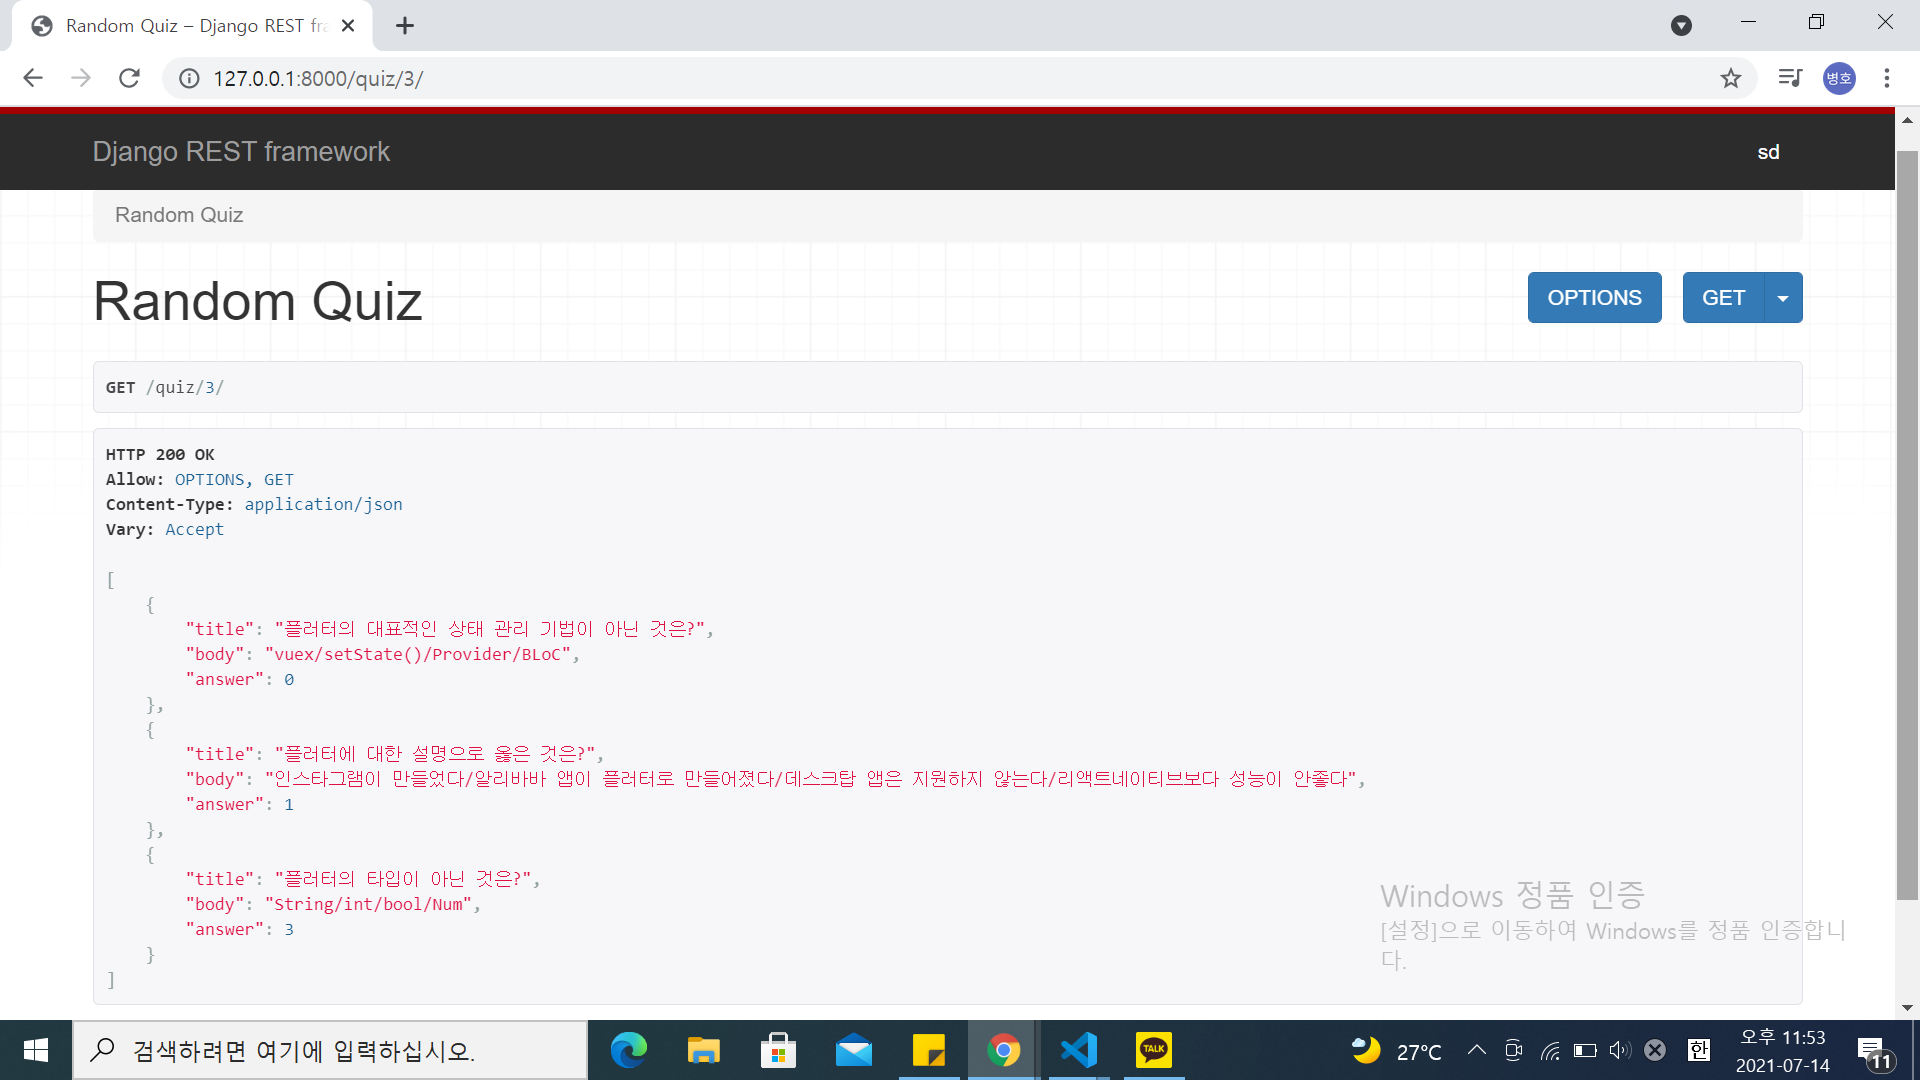 Random Quiz – Django REST fra
127.0.0.1:8000/quiz/3/
병호
Django REST framework
sd
Random Quiz
Random Quiz
OPTIONS
GET
GET /quiz/3/
HTTP 200 OK
Allow: OPTIONS, GET
Content-Type: application/json
Vary: Accept
[
    {
        "title": "플러터의 대표적인 상태 관리 기법이 아닌 것은?",
        "body": "vuex/setState()/Provider/BLoC",
        "answer": 0
    },
    {
        "title": "플러터에 대한 설명으로 옳은 것은?",
        "body": "인스타그램이 만들었다/알리바바 앱이 플러터로 만들어졌다/데스크탑 앱은 지원하지 않는다/리액트네이티브보다 성능이 안좋다",
        "answer": 1
    },
    {
        "title": "플러터의 타입이 아닌 것은?",
        "body": "String/int/bool/Num",
        "answer": 3
    }
]
Windows 정품 인증
[설정]으로 이동하여 Windows를 정품 인증합니
다.
검색하려면 여기에 입력하십시오.
TALK
27°C
한
오후 11:53
2021-07-14
11